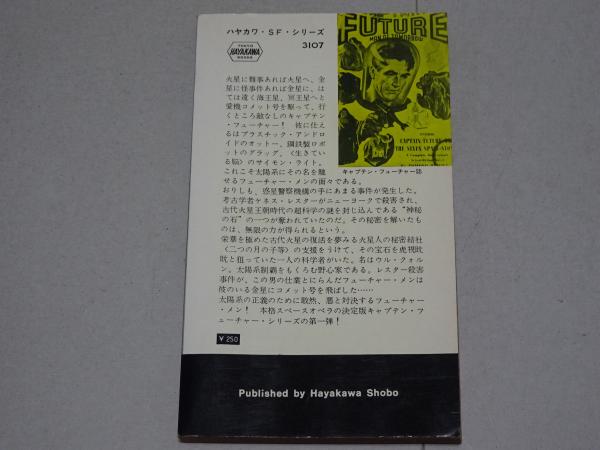 ハヤカワ・SF・シリーズ
TOKYO
HAYAKAWA
BOOKS
3107
FUTURE
MAN OF TOMORROW
CAPTAIN FUTURE
THE SEVEN SPACE
キャプテン・フューチャー誌
火星に難事あれば火星へ、金
星に怪事件あれば金星に、は
ては遠く海王星、冥王星へと
愛機コメット号を駆って、行
くところ敵なしのキャプテン
・フューチャー! 彼に仕え
るはプラスチック・アンドロ
イドのオットー、鋼鉄製ロボ
ットのグラッグ、〈生きてい
る脳〉のサイモン・ライト。
これこそ太陽系にその名を馳
せるフューチャー・メンの面々である。
おりしも、惑星警察機構の手にあまる事件が発生した。
考古学者ケネス・レスターがニューヨークで殺害され、
古代火星王朝時代の超科学の謎を封じ込んである“神秘
の石”の一つが奪われていたのだ。その秘密を解いたも
のは、無限の力が得られるという。
栄華を極めた古代火星の復活を夢みる火星人の秘密結社
〈二つの月の子等〉の支援をうけて、その宝石を虎視眈
眈と狙っていた一人の科学者がいた。名はウル・クォル
ン。太陽系制覇をもくろむ野心家である。レスター殺害
事件が、この男の仕業とにらんだフューチャー・メンは
彼のいる金星にコメット号を飛ばした……
太陽系の正義のために敢然、悪と対決するフューチャー
・メン! 本格スペースオペラの決定版キャプテン・フ
ューチャー・シリーズの第一弾!
¥250
Published by Hayakawa Shobo